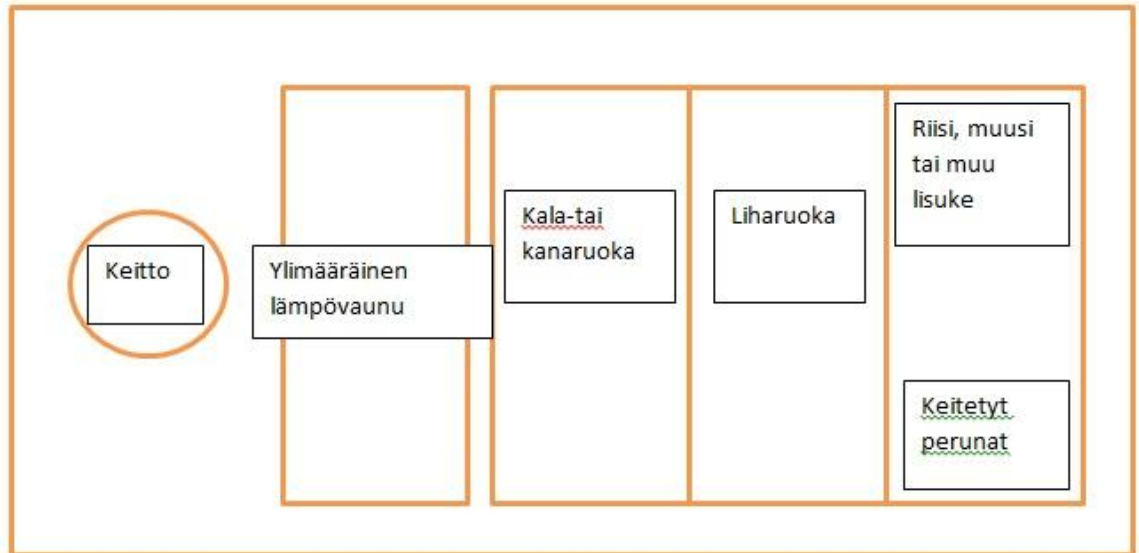 Keitto
Ylimääräinen
lämpövaunu
Kala-tai
kanaruoka
Liharuoka
Riisi, muusi
tai muu
lisuke
Keitetyt
perunat